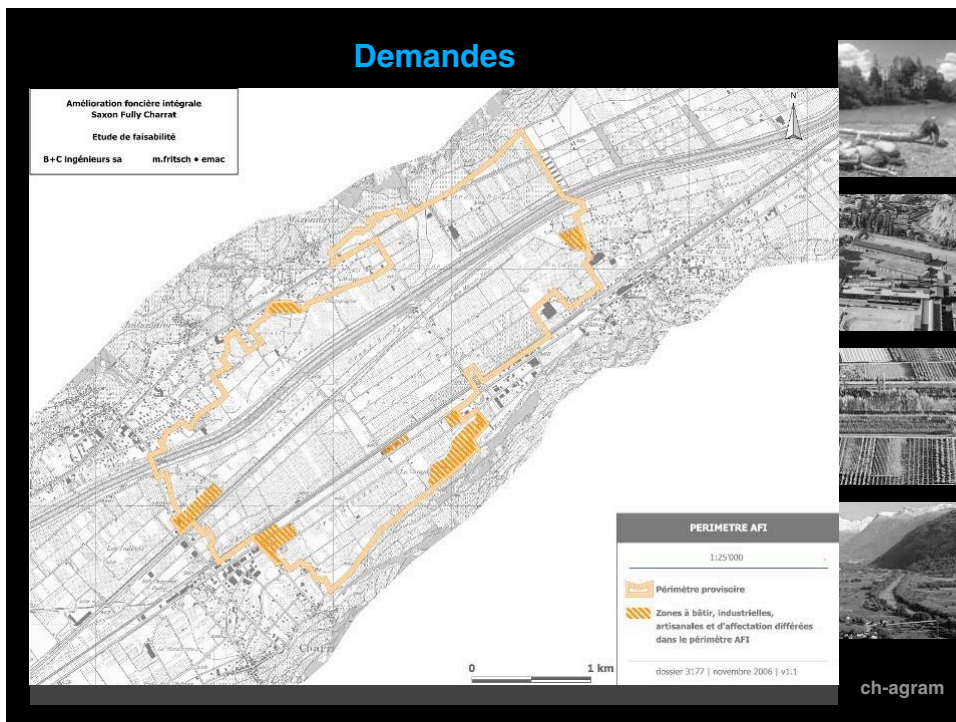 Demandes
Amélioration foncière intégrale
Saxon Fully Charrat
Etude de faisabilité
B+C ingénieurs sa m.fritsch • emac
N
PERIMETRE AFI
1:25'000
Périmètre provisoire
Zones à bâtir, industrielles,
artisanales et d'affectation différées
dans le périmètre AFI
0 1 km
dossier 3177 | novembre 2006 | v1.1
ch-agram